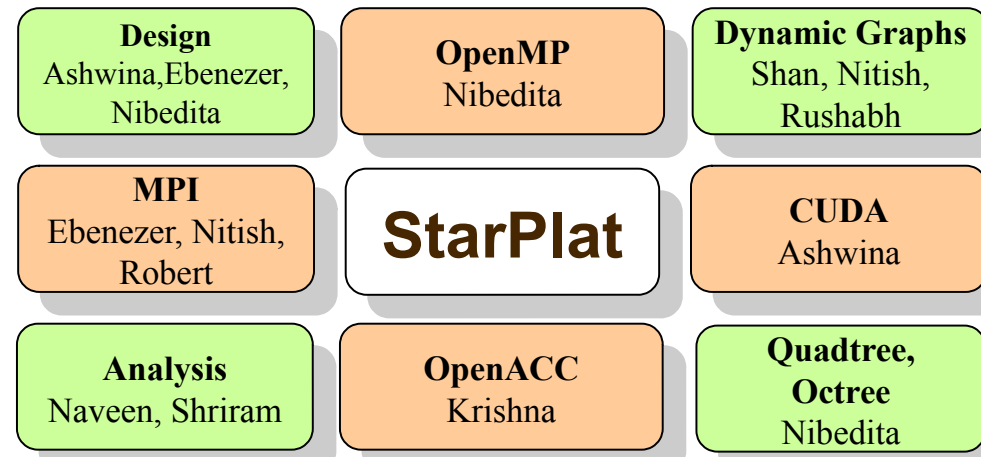 Design
Ashwina,Ebenezer,
Nibedita
OpenMP
Nibedita
Dynamic Graphs
Shan, Nitish,
Rushabh
MPI
Ebenezer, Nitish,
Robert
StarPlat
CUDA
Ashwina
Analysis
Naveen, Shriram
OpenACC
Krishna
Quadtree,
Octree
Nibedita